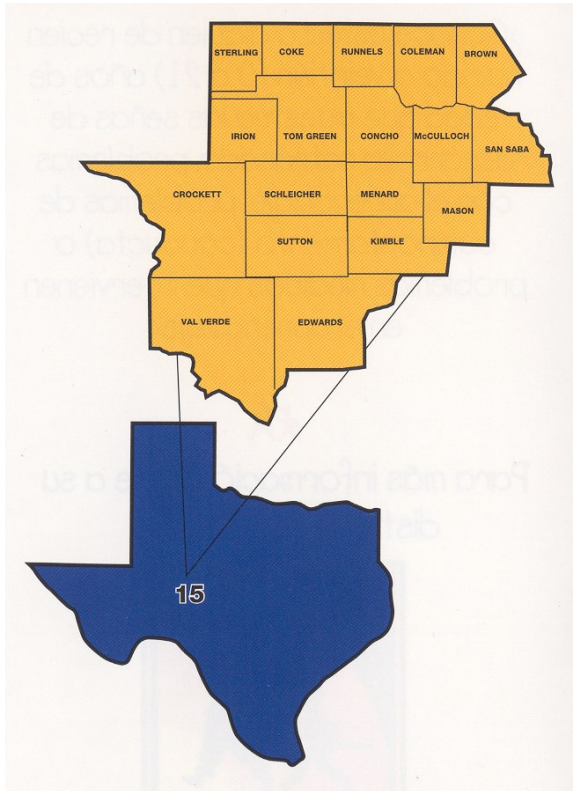 STERLING COKE RUNNELS COLEMAN BROWN
IRION TOM GREEN CONCHO McCULLOCH SAN SABA
CROCKETT SCHLEICHER MENARD MASON
SUTTON KIMBLE
VAL VERDE EDWARDS
15